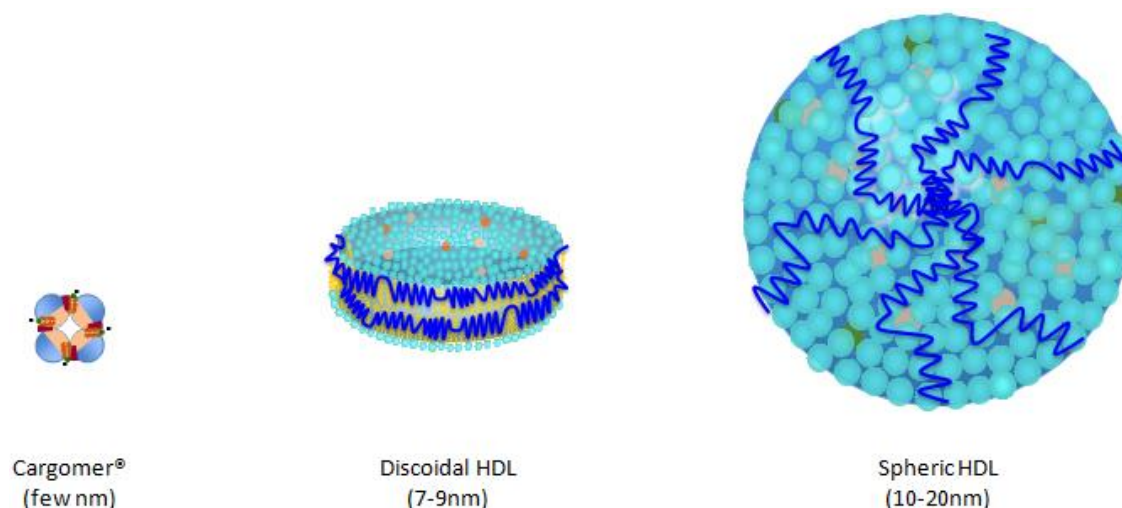 Cargomer®
(few nm)
Discoidal HDL
(7-9nm)
Spheric HDL
(10-20nm)